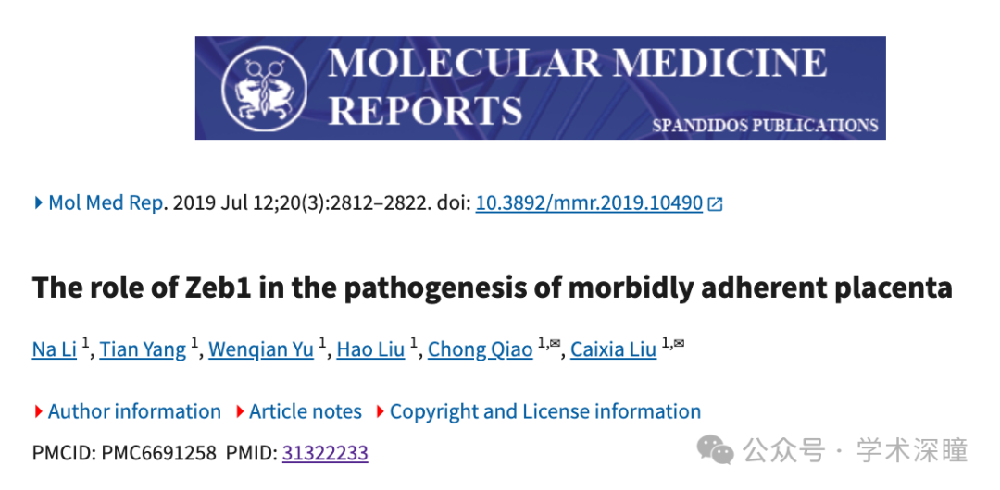 MOLECULAR MEDICINE
REPORTS
SPANDIDOS PUBLICATIONS
Mol Med Rep. 2019 Jul 12;20(3):2812–2822. doi: 10.3892/mmr.2019.10490
The role of Zeb1 in the pathogenesis of morbidly adherent placenta
Na Li 1, Tian Yang 1, Wenqian Yu 1, Hao Liu 1, Chong Qiao 1,✉, Caixia Liu 1,✉
Author information Article notes Copyright and License information
PMCID: PMC6691258 PMID: 31322233
公众号 · 学术深瞳